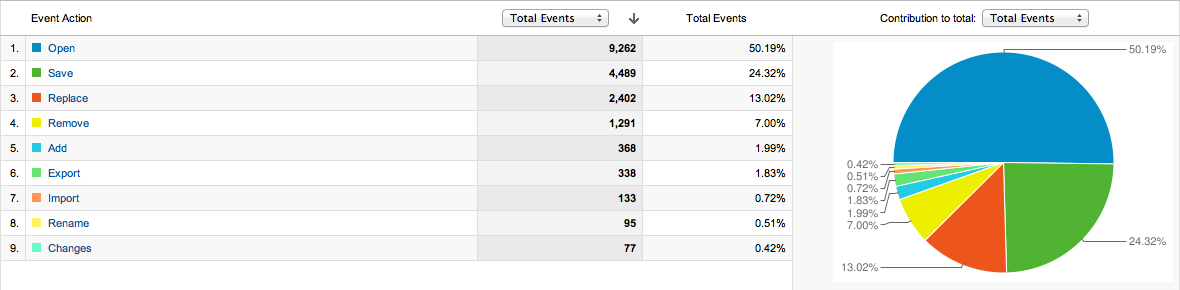 Event Action Total Events Total Events Contribution to total: Total Events
1. Open 9,262 50.19%
2. Save 4,489 24.32%
3. Replace 2,402 13.02%
4. Remove 1,291 7.00%
5. Add 368 1.99%
6. Export 338 1.83%
7. Import 133 0.72%
8. Rename 95 0.51%
9. Changes 77 0.42%
50.19%
0.42%
0.51%
0.72%
1.83%
1.99%
7.00%
24.32%
13.02%